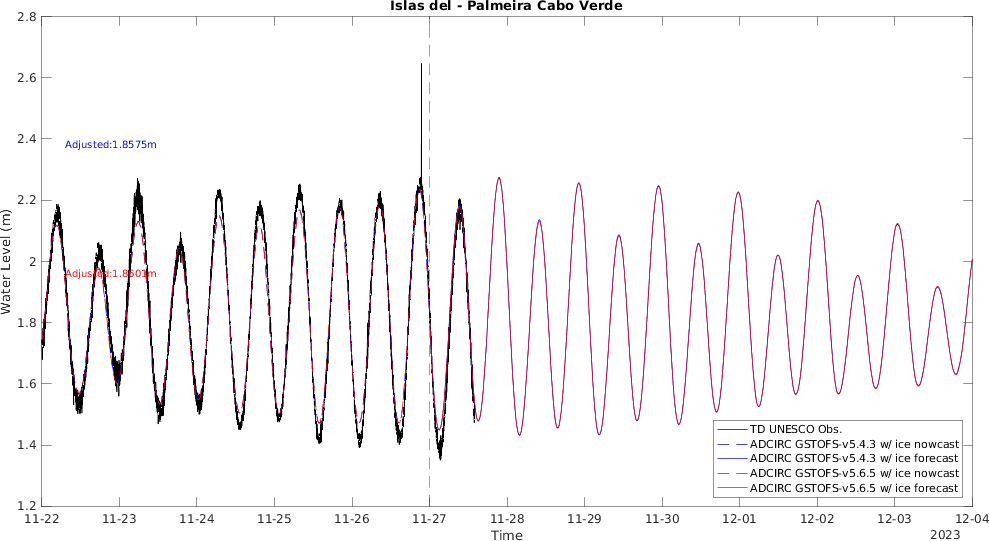 Islas del - Palmeira Cabo Verde
2.8
2.6
2.4
2.2
2
1.8
1.6
1.4
1.2
Water Level (m)
Adjusted:1.8575m
Adjusted:1.8601m
TD UNESCO Obs.
ADCIRC GSTOFS-v5.4.3 w/ ice nowcast
ADCIRC GSTOFS-v5.4.3 w/ ice forecast
ADCIRC GSTOFS-v5.6.5 w/ ice nowcast
ADCIRC GSTOFS-v5.6.5 w/ ice forecast
11-22 11-23 11-24 11-25 11-26 11-27 11-28 11-29 11-30 12-01 12-02 12-03 12-04
Time
2023